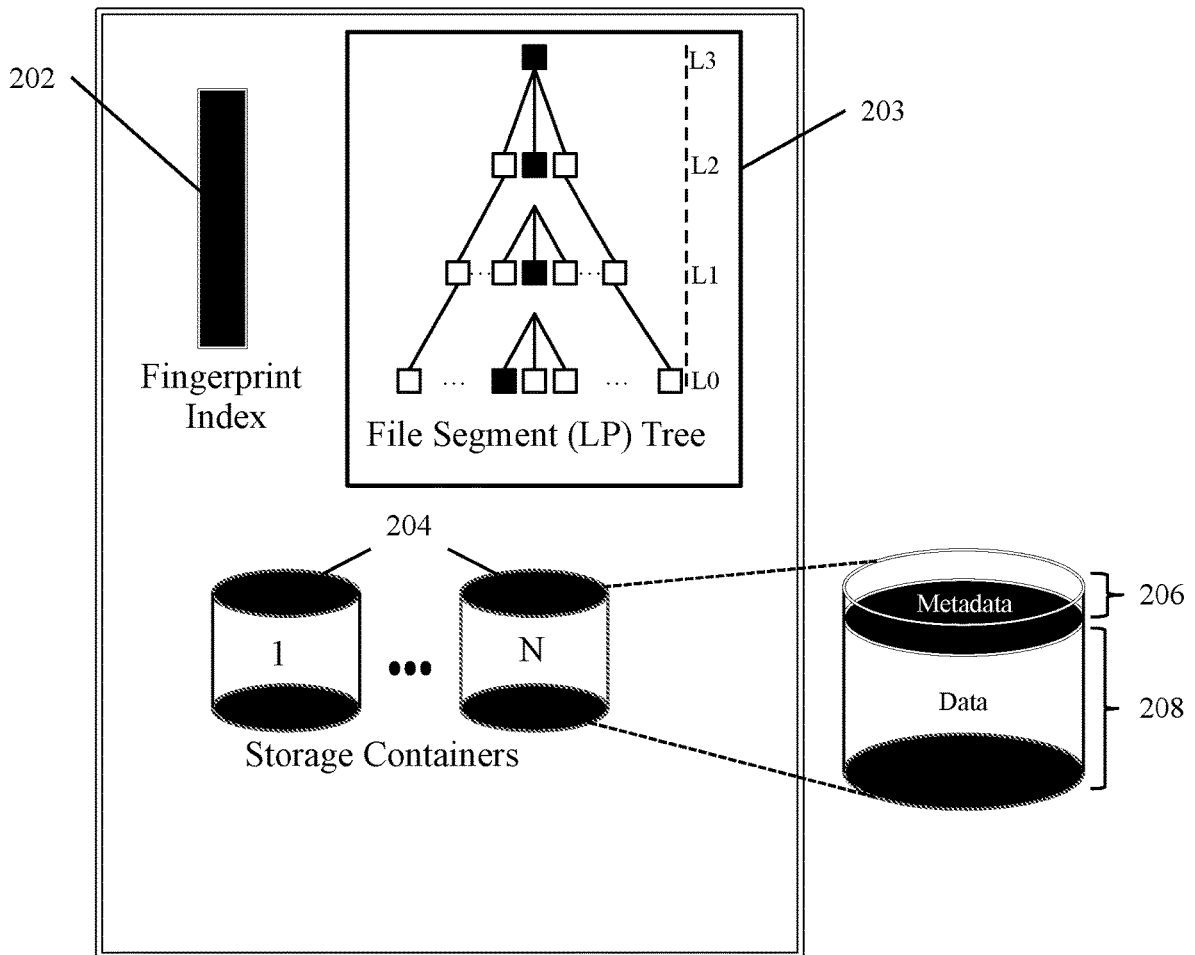 202
L3
203
L2
... ...
L1
... ...
L0
Fingerprint
Index
File Segment (LP) Tree
204
Metadata
206
1
N
Data
208
Storage Containers